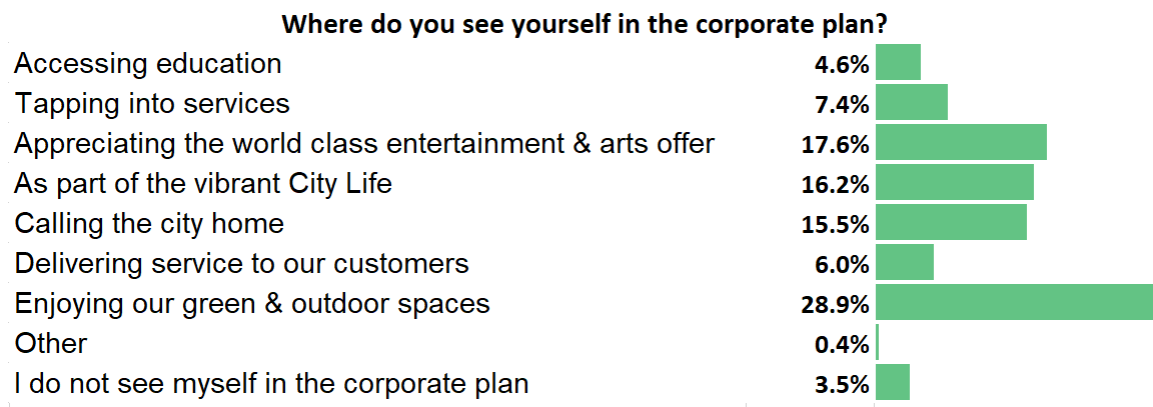 Where do you see yourself in the corporate plan?
Accessing education 4.6%
Tapping into services 7.4%
Appreciating the world class entertainment & arts offer 17.6%
As part of the vibrant City Life 16.2%
Calling the city home 15.5%
Delivering service to our customers 6.0%
Enjoying our green & outdoor spaces 28.9%
Other 0.4%
I do not see myself in the corporate plan 3.5%